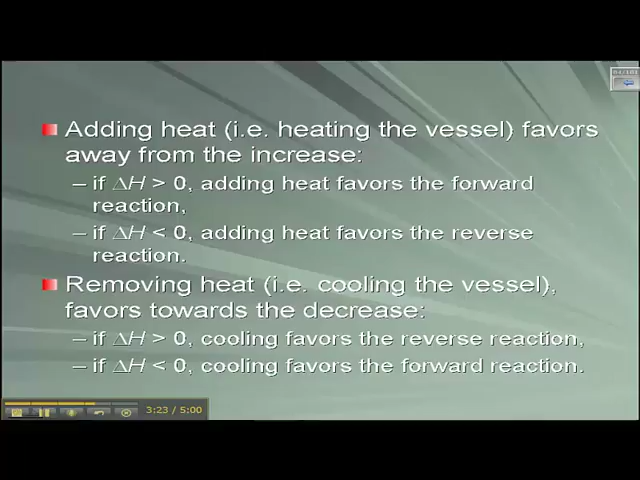 Adding heat (i.e. heating the vessel) favors
away from the increase:
– if ΔH > 0, adding heat favors the forward
reaction,
– if ΔH < 0, adding heat favors the reverse
reaction.
Removing heat (i.e. cooling the vessel),
favors towards the decrease:
– if ΔH > 0, cooling favors the reverse reaction,
– if ΔH < 0, cooling favors the forward reaction.
3:23 / 5:00